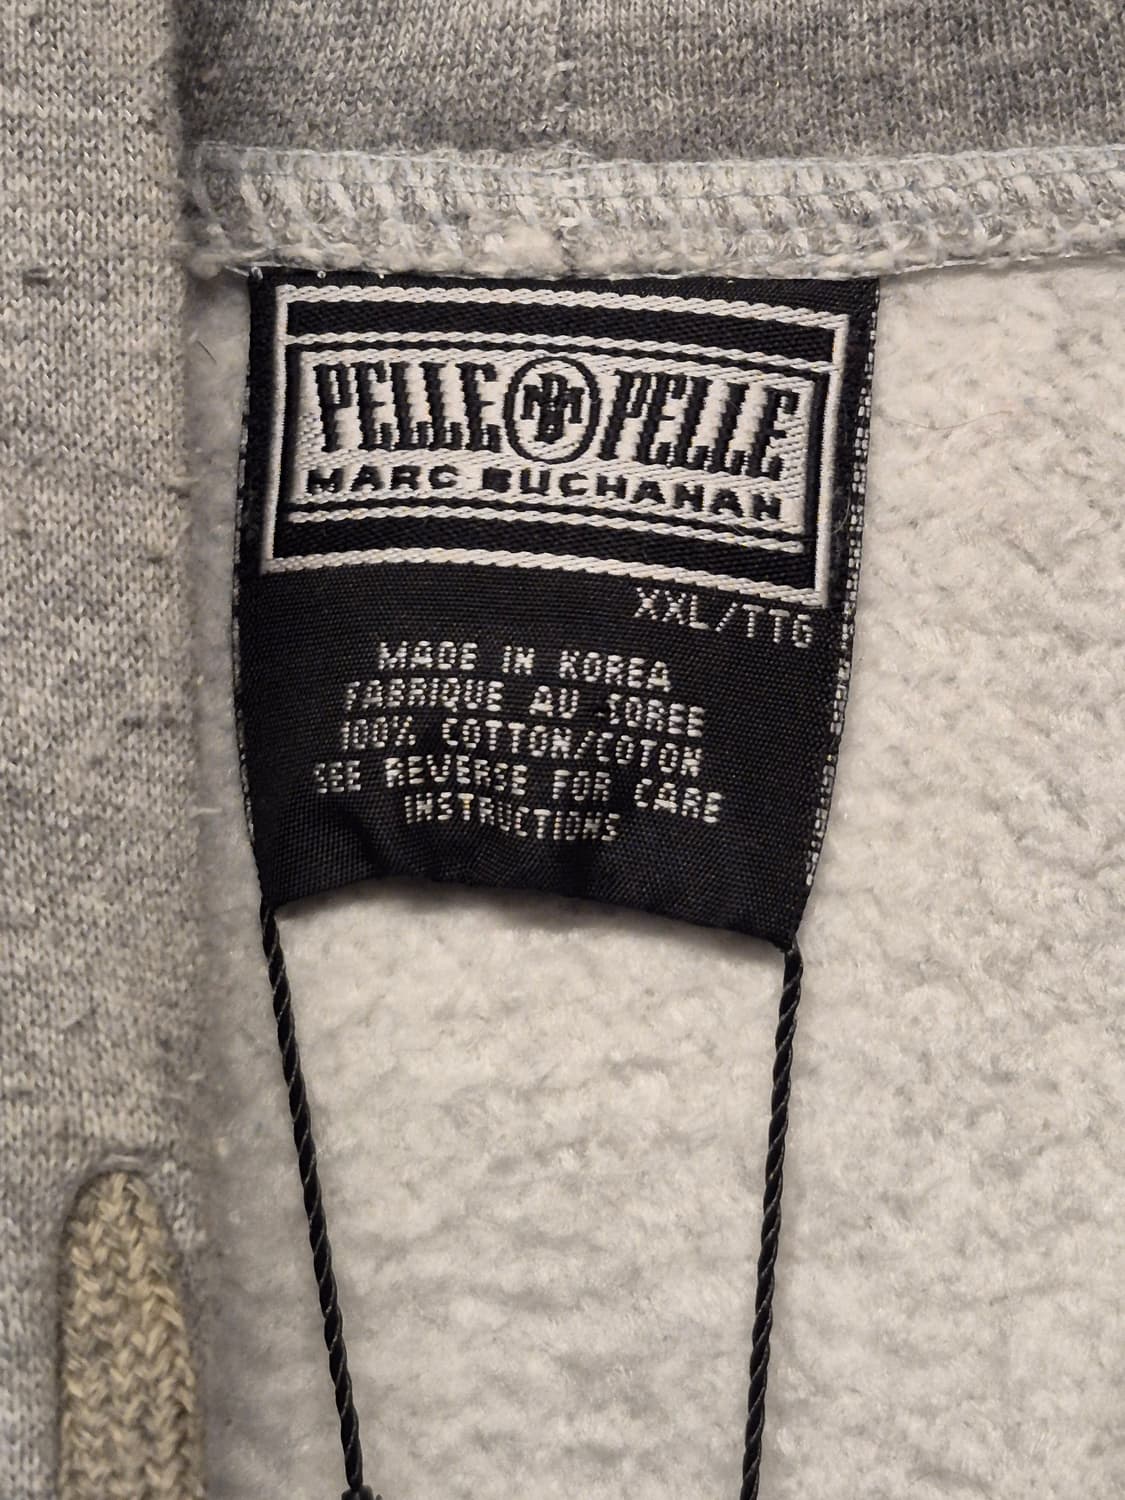 PELLE MB PELLE
MARC BUCHANAN
XXL/TTG
MADE IN KOREA
FABRIQUE AU COREE
100% COTTON/COTON
SEE REVERSE FOR CARE
INSTRUCTIONS